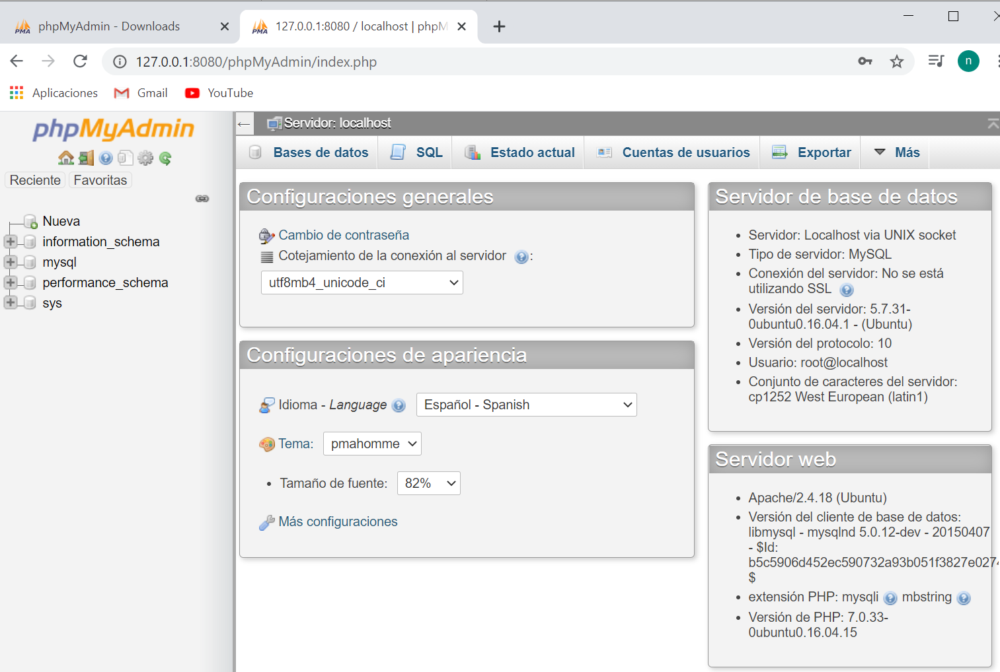 phpMyAdmin - Downloads
127.0.0.1:8080 / localhost | phpM
127.0.0.1:8080/phpMyAdmin/index.php
n
Aplicaciones
Gmail
YouTube
phpMyAdmin
Reciente
Favoritas
Nueva
information_schema
mysql
performance_schema
sys
Servidor: localhost
Bases de datos
SQL
Estado actual
Cuentas de usuarios
Exportar
Más
Configuraciones generales
Cambio de contraseña
Cotejamiento de la conexión al servidor :
utf8mb4_unicode_ci
Configuraciones de apariencia
Idioma - Language
Español - Spanish
Tema:
pmahomme
Tamaño de fuente:
82%
Más configuraciones
Servidor de base de datos
Servidor: Localhost via UNIX socket
Tipo de servidor: MySQL
Conexión del servidor: No se está
utilizando SSL
Versión del servidor: 5.7.31-
0ubuntu0.16.04.1 - (Ubuntu)
Versión del protocolo: 10
Usuario: root@localhost
Conjunto de caracteres del servidor:
cp1252 West European (latin1)
Servidor web
Apache/2.4.18 (Ubuntu)
Versión del cliente de base de datos:
libmysql - mysqlnd 5.0.12-dev - 20150407
- $Id:
b5c5906d452ec590732a93b051f3827e0274
$
extensión PHP: mysqli mbstring
Versión de PHP: 7.0.33-
0ubuntu0.16.04.15